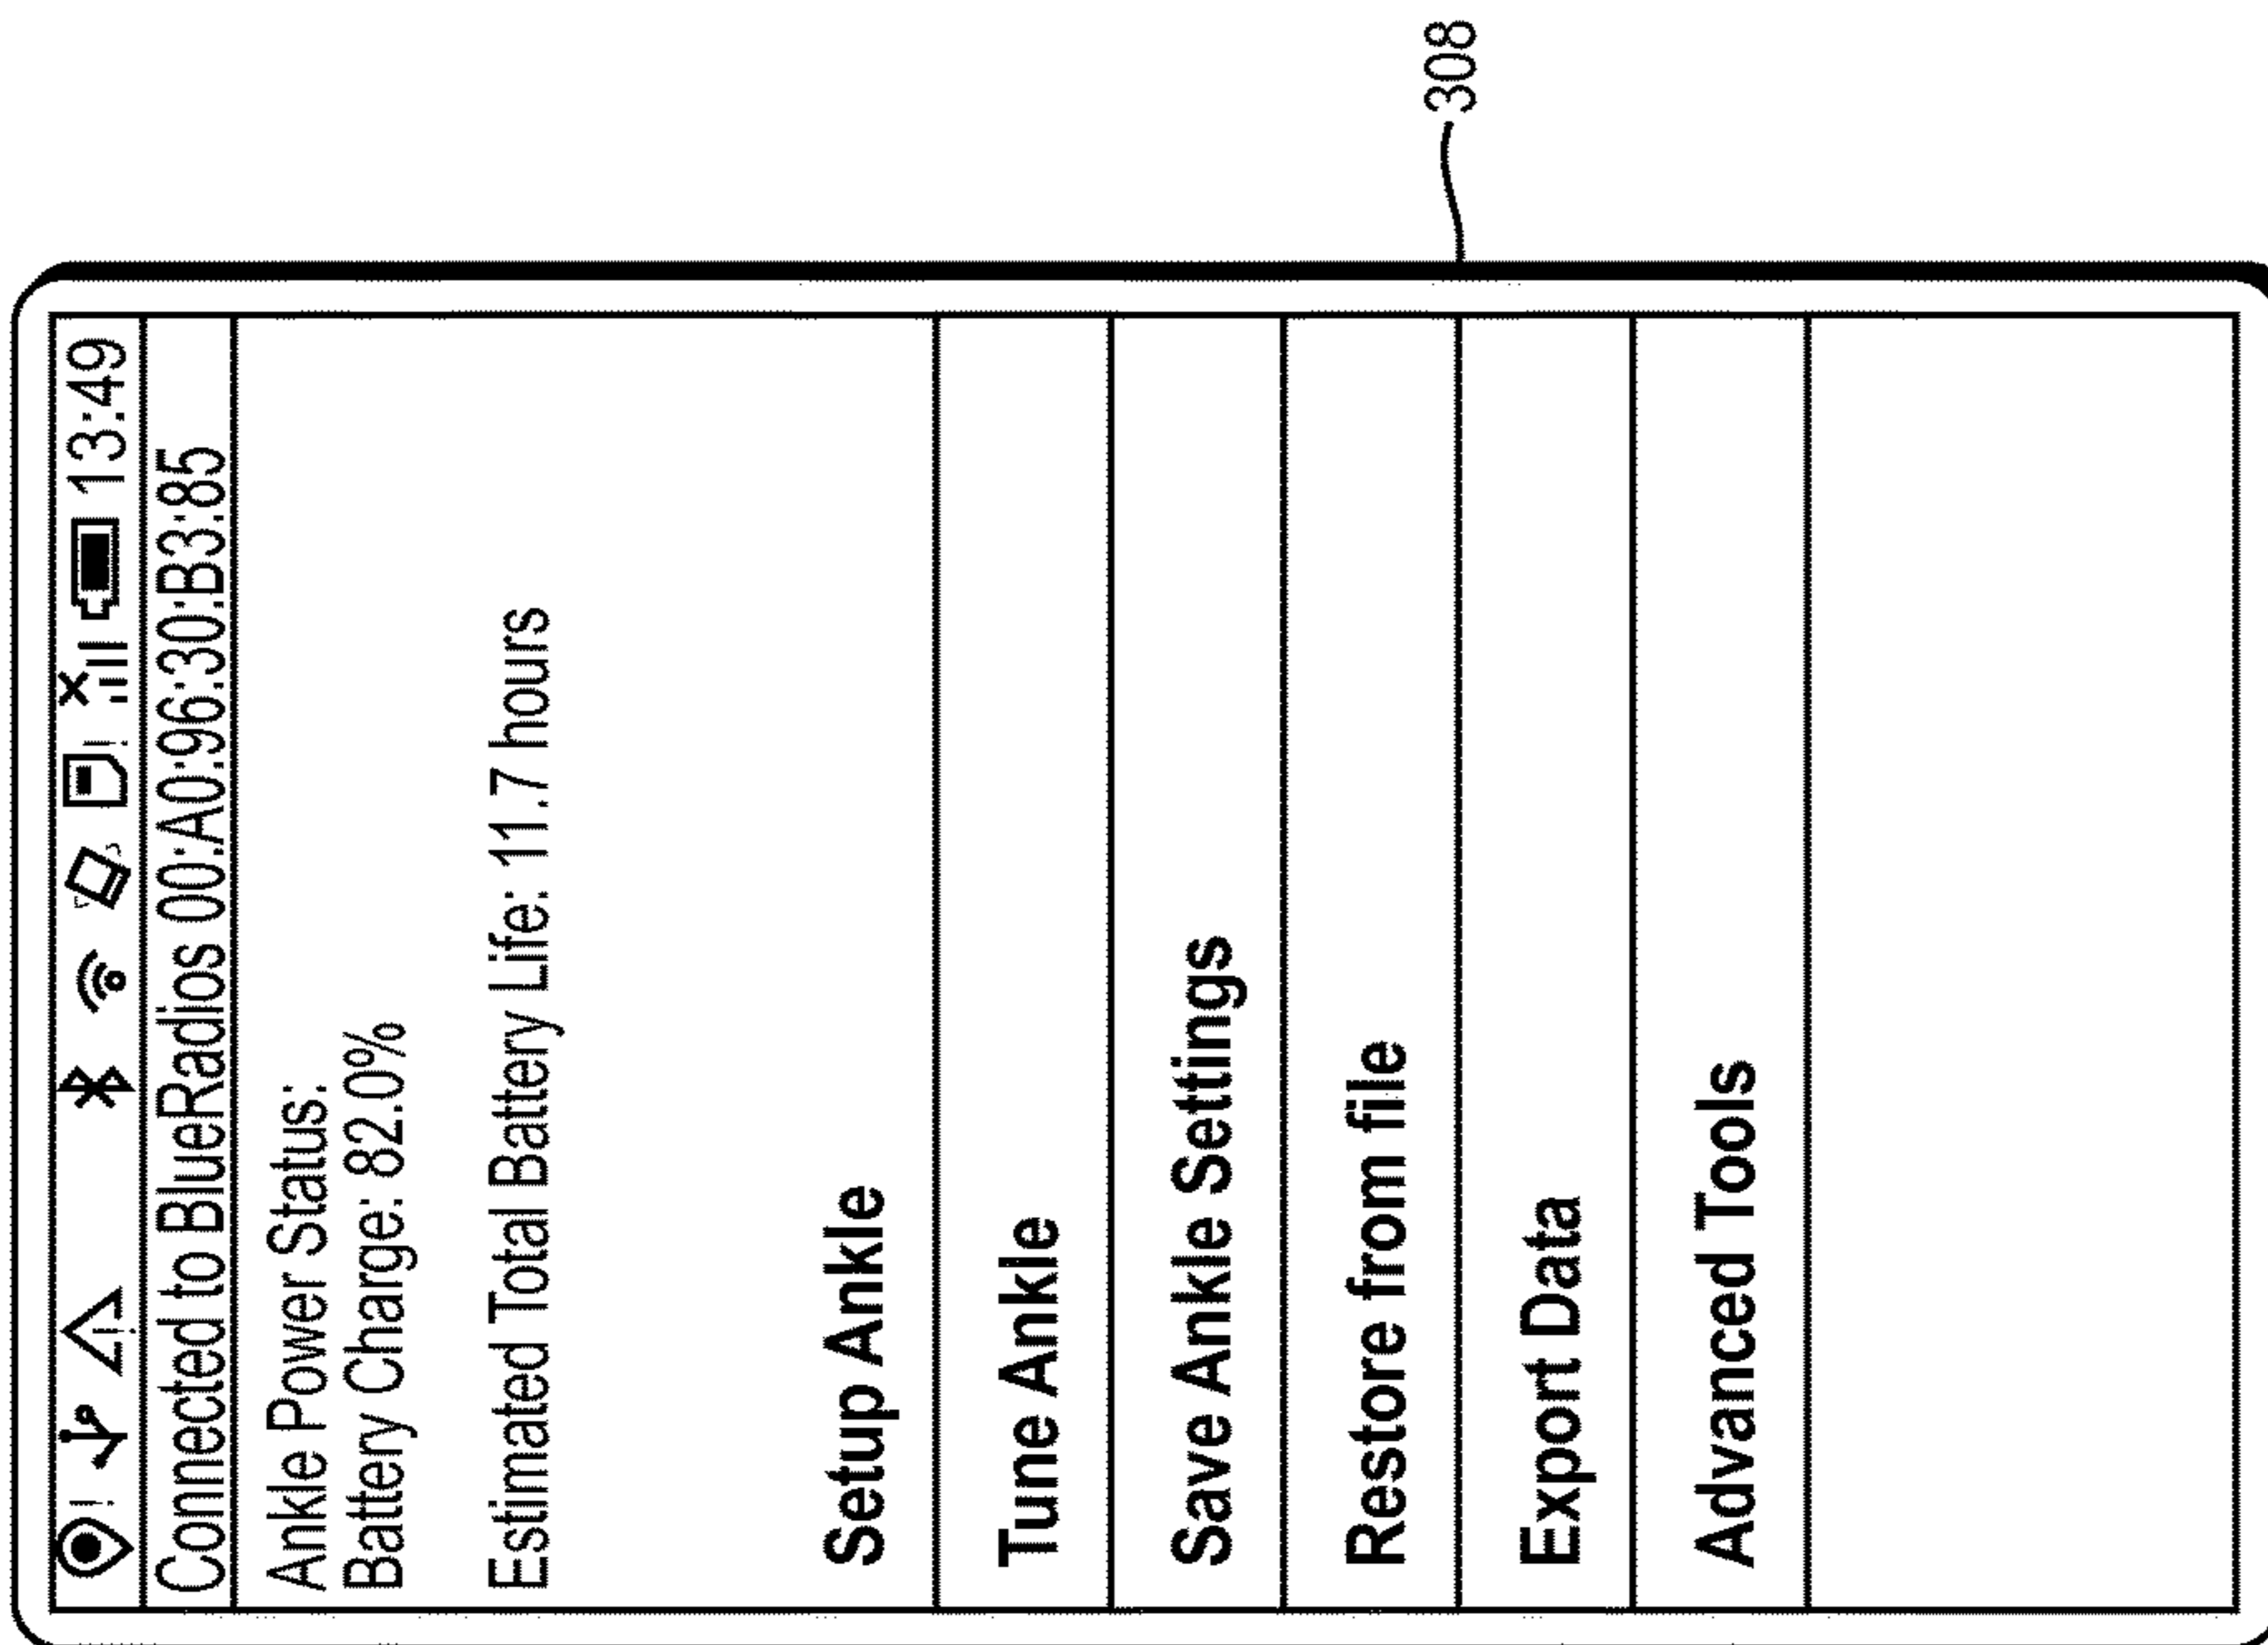 13:49
Connected to BlueRadios 00:A0:96:30:B3:85
Ankle Power Status:
Battery Charge: 82.0%
Estimated Total Battery Life: 11.7 hours
Setup Ankle
Tune Ankle
Save Ankle Settings
Restore from file
Export Data
Advanced Tools
308